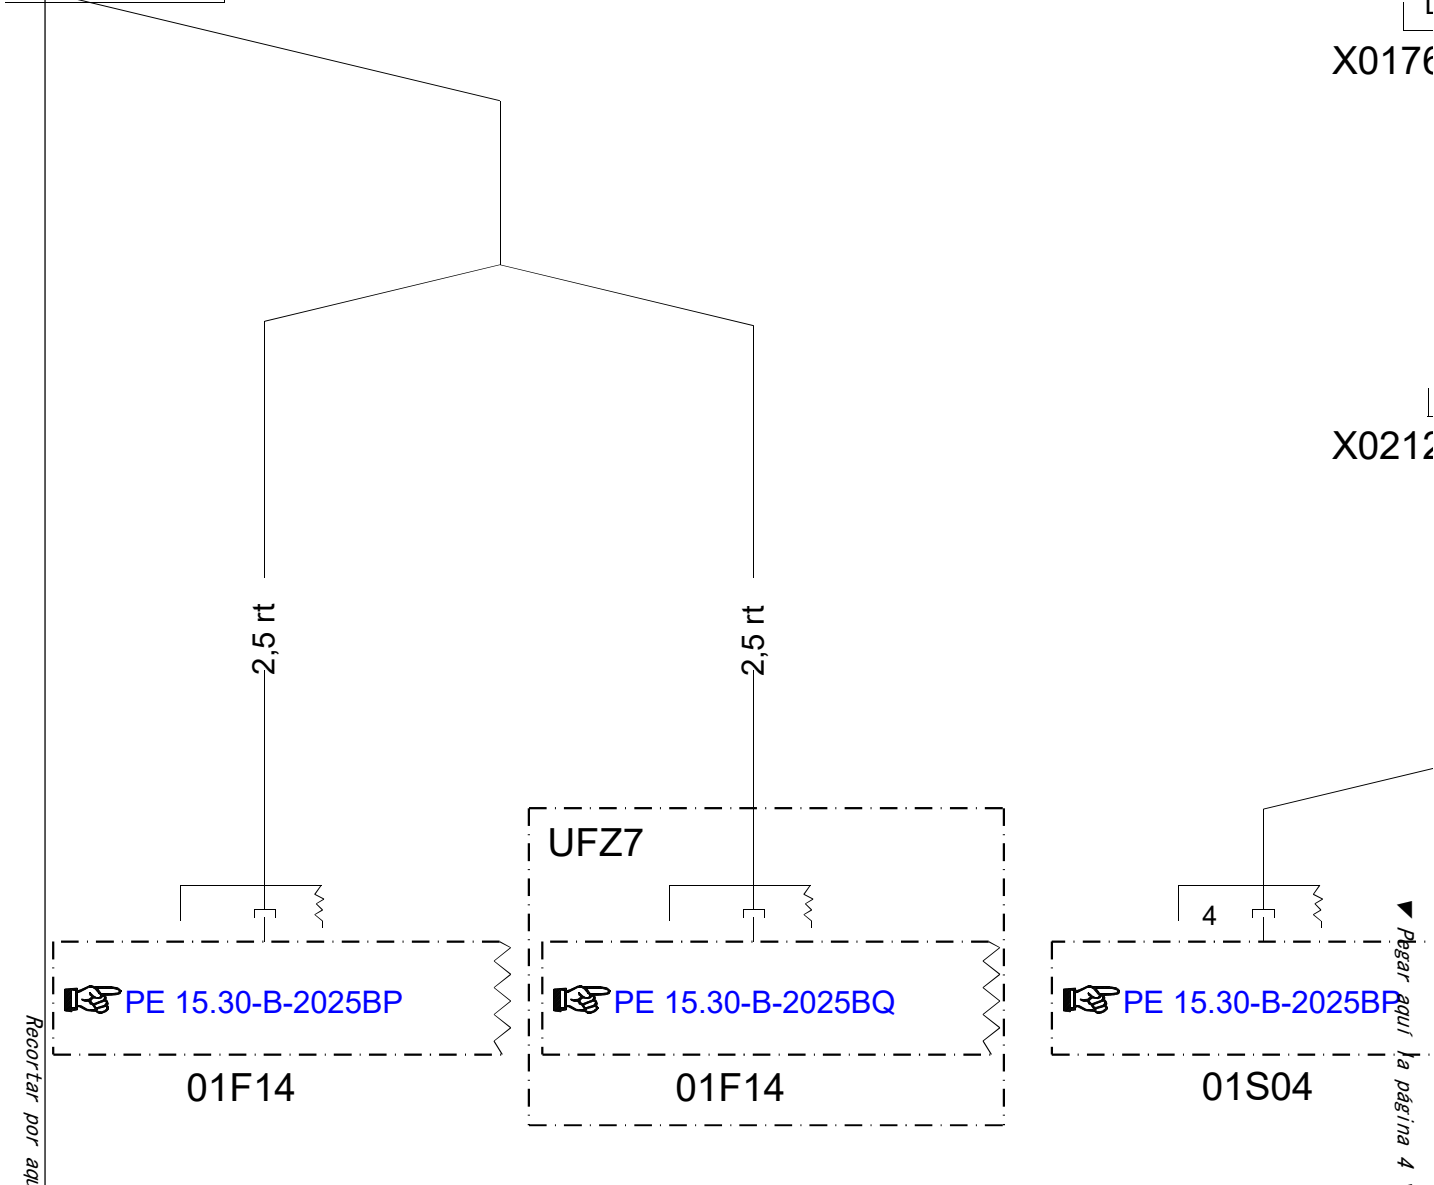 X0176
X0212
2,5 rt
2,5 rt
UFZ7
4
PE 15.30-B-2025BP
PE 15.30-B-2025BQ
PE 15.30-B-2025BP
01F14
01F14
01S04
Recortar por aqu
▼ Pegar aquí la página 4